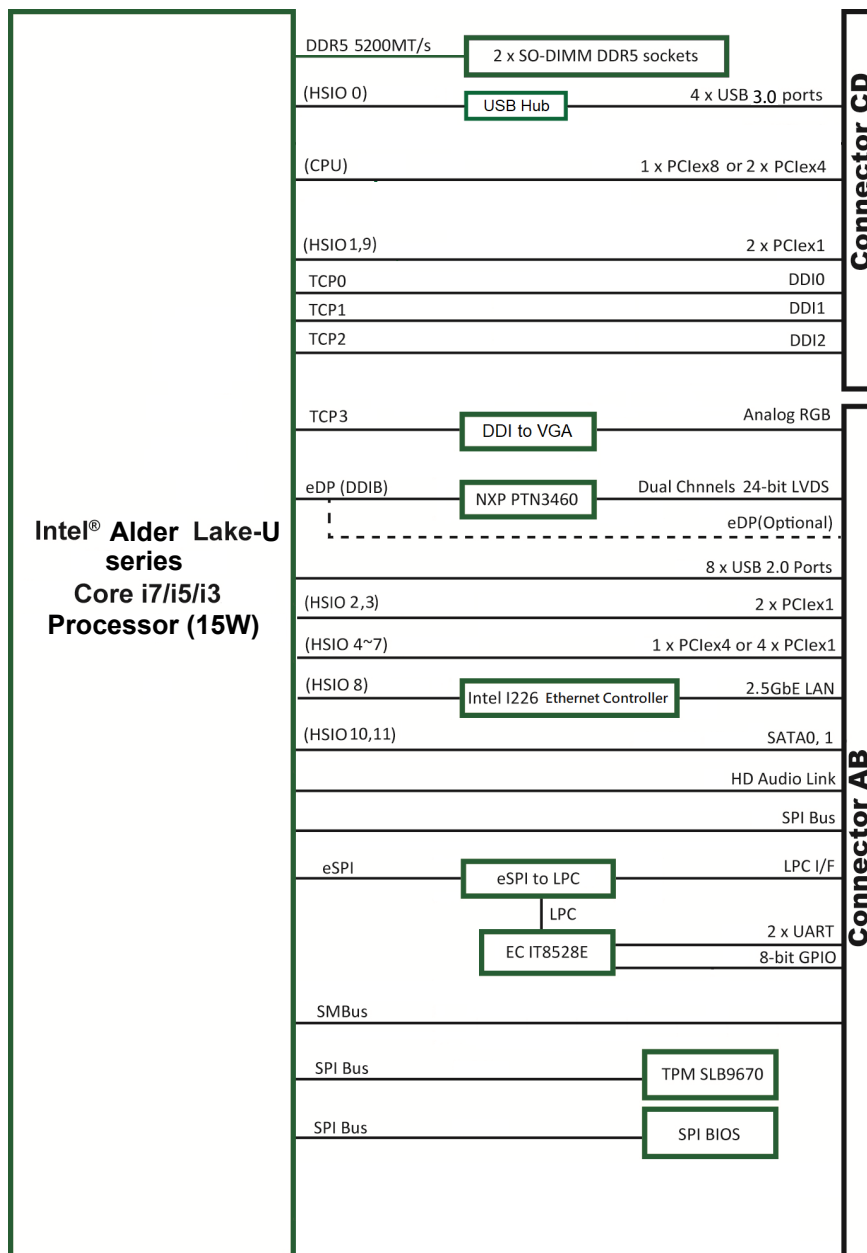 DDR5 5200MT/s
2 x SO-DIMM DDR5 sockets
(HSIO 0)
USB Hub
4 x USB 3.0 ports
(CPU)
1 x PCIex8 or 2 x PCIex4
(HSIO 1,9)
2 x PCIex1
TCP0
DDI0
TCP1
DDI1
TCP2
DDI2
Connector CD
TCP3
DDI to VGA
Analog RGB
eDP (DDIB)
NXP PTN3460
Dual Chnnels 24-bit LVDS
eDP(Optional)
Intel® Alder Lake-U
series
Core i7/i5/i3
Processor (15W)
8 x USB 2.0 Ports
(HSIO 2,3)
2 x PCIex1
(HSIO 4~7)
1 x PCIex4 or 4 x PCIex1
(HSIO 8)
Intel I226 Ethernet Controller
2.5GbE LAN
(HSIO 10,11)
SATA0, 1
HD Audio Link
SPI Bus
eSPI
eSPI to LPC
LPC I/F
LPC
EC IT8528E
2 x UART
8-bit GPIO
Connector AB
SMBus
SPI Bus
TPM SLB9670
SPI Bus
SPI BIOS